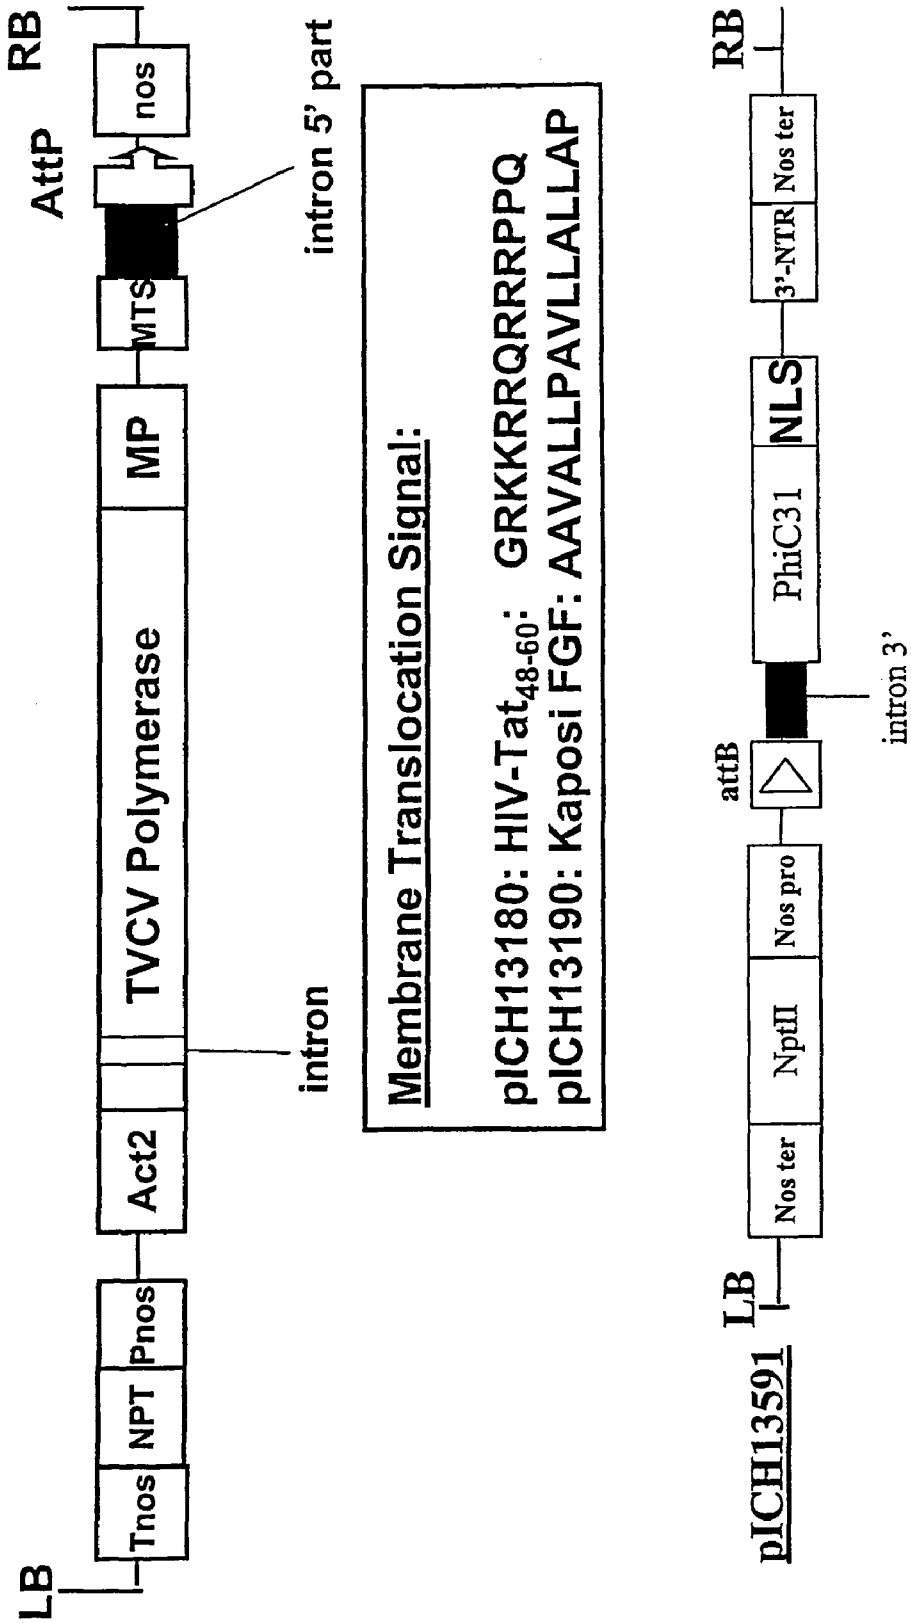 LB
Tnos NPT Pnos Act2 TVCV Polymerase MP MTS AttP nos RB
intron
intron 5' part
Membrane Translocation Signal:
pICH13180: HIV-Tat48-60: GRKKRRQRRRPPQ
pICH13190: Kaposi FGF: AAVALLPAVLLALLAP
pICH13591
LB
Nos ter NptII Nos pro attB PhiC31 NLS 3'-NTR Nos ter RB
intron 3'